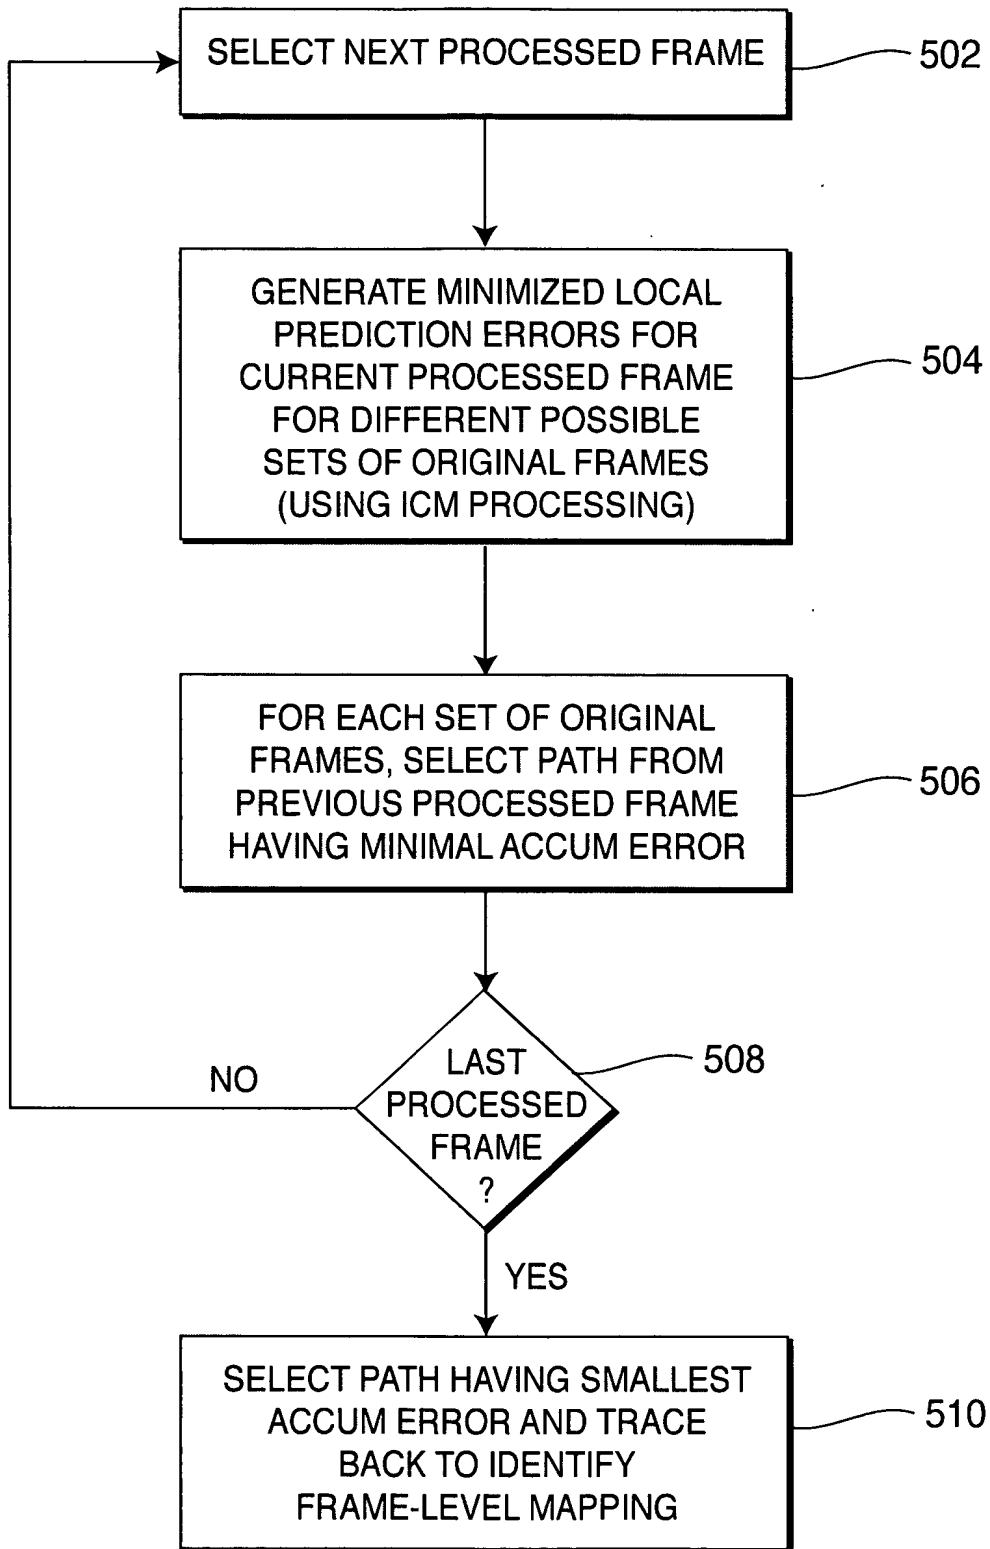 SELECT NEXT PROCESSED FRAME
502
GENERATE MINIMIZED LOCAL
PREDICTION ERRORS FOR
CURRENT PROCESSED FRAME
FOR DIFFERENT POSSIBLE
SETS OF ORIGINAL FRAMES
(USING ICM PROCESSING)
504
FOR EACH SET OF ORIGINAL
FRAMES, SELECT PATH FROM
PREVIOUS PROCESSED FRAME
HAVING MINIMAL ACCUM ERROR
506
LAST
PROCESSED
FRAME
?
508
NO
YES
SELECT PATH HAVING SMALLEST
ACCUM ERROR AND TRACE
BACK TO IDENTIFY
FRAME-LEVEL MAPPING
510